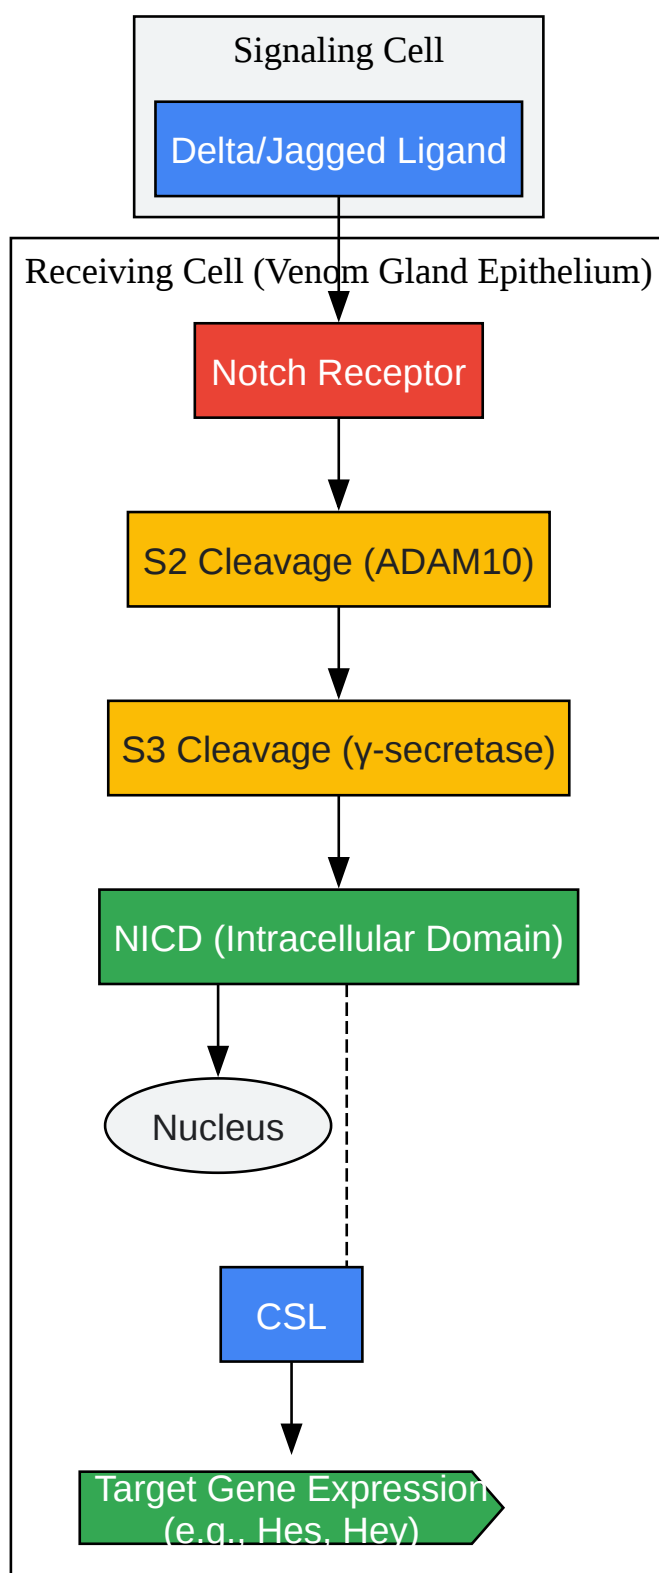 Signaling Cell
Delta/Jagged Ligand
Receiving Cell (Venom Gland Epithelium)
Notch Receptor
S2 Cleavage (ADAM10)
S3 Cleavage (γ-secretase)
NICD (Intracellular Domain)
Nucleus
CSL
Target Gene Expression
(e.g., Hes, Hey)